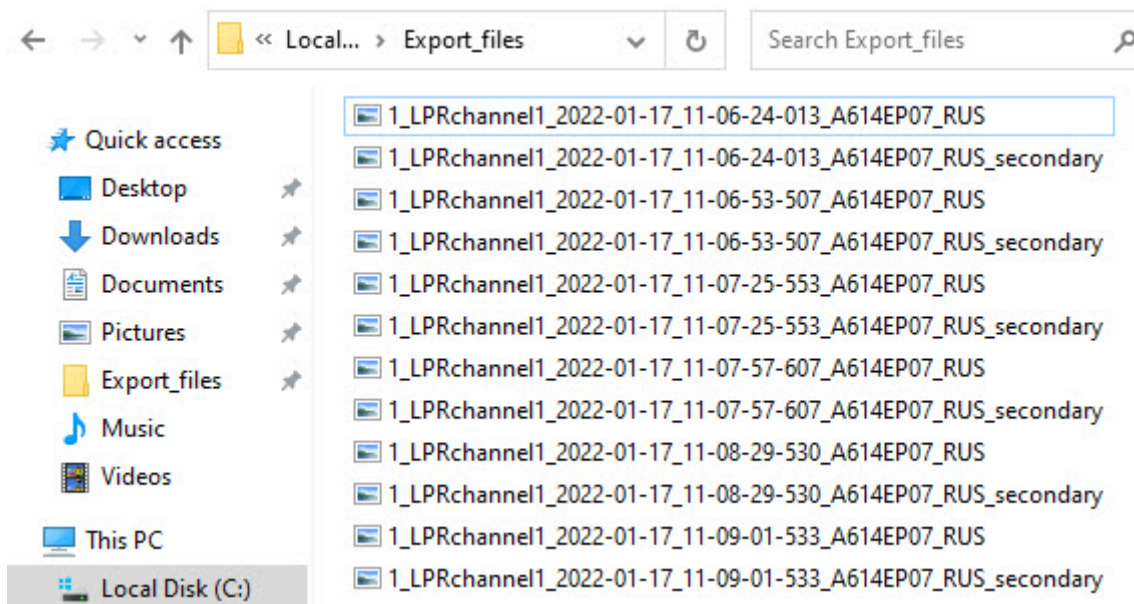 « Local... > Export_files
Search Export_files
Quick access
Desktop
Downloads
Documents
Pictures
Export_files
Music
Videos
This PC
Local Disk (C:)
1_LPRchannel1_2022-01-17_11-06-24-013_A614EP07_RUS
1_LPRchannel1_2022-01-17_11-06-24-013_A614EP07_RUS_secondary
1_LPRchannel1_2022-01-17_11-06-53-507_A614EP07_RUS
1_LPRchannel1_2022-01-17_11-06-53-507_A614EP07_RUS_secondary
1_LPRchannel1_2022-01-17_11-07-25-553_A614EP07_RUS
1_LPRchannel1_2022-01-17_11-07-25-553_A614EP07_RUS_secondary
1_LPRchannel1_2022-01-17_11-07-57-607_A614EP07_RUS
1_LPRchannel1_2022-01-17_11-07-57-607_A614EP07_RUS_secondary
1_LPRchannel1_2022-01-17_11-08-29-530_A614EP07_RUS
1_LPRchannel1_2022-01-17_11-08-29-530_A614EP07_RUS_secondary
1_LPRchannel1_2022-01-17_11-09-01-533_A614EP07_RUS
1_LPRchannel1_2022-01-17_11-09-01-533_A614EP07_RUS_secondary